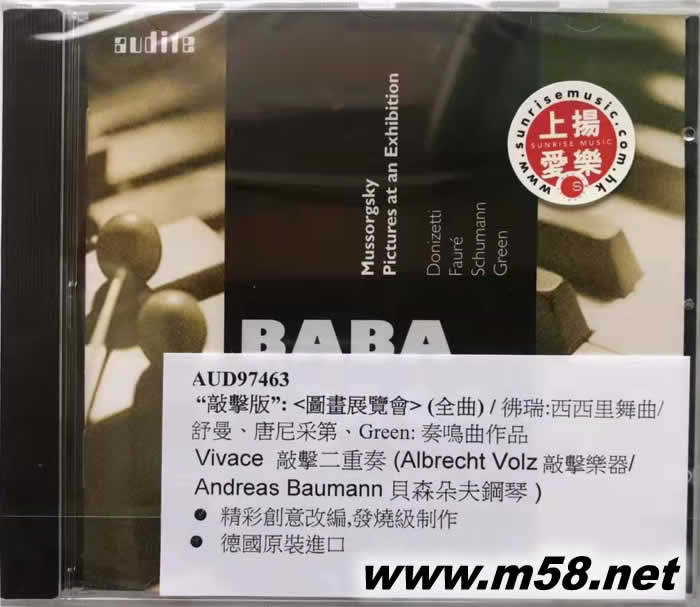 audite
Mussorgsky
Pictures at an Exhibition
Donizetti
Fauré
Schumann
Green
www.sunrisemusic.com.hk
上揚
SUNRISE MUSIC
愛樂
S
BABA
AUD97463
“敲擊版”: <圖畫展覽會> (全曲) / 彿瑞:西西里舞曲/
舒曼、唐尼采第、Green: 奏鳴曲作品
Vivace 敲擊二重奏 (Albrecht Volz 敲擊樂器/
Andreas Baumann 貝森朵夫鋼琴 )
● 精彩創意改編,發燒級制作
● 德國原裝進口
www.m58.net